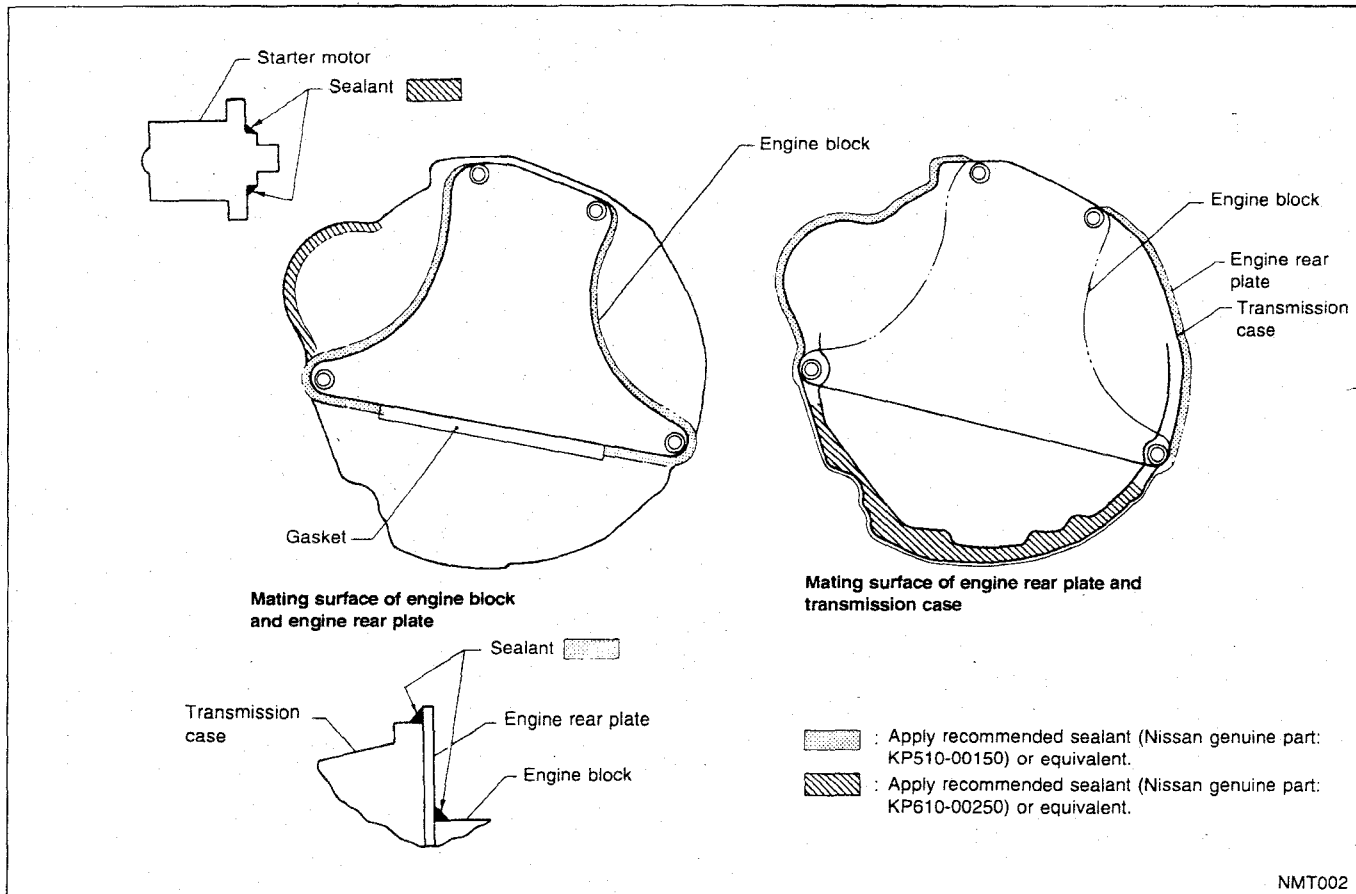 Starter motor
Sealant
Engine block
Gasket
Mating surface of engine block
and engine rear plate
Engine block
Engine rear
plate
Transmission
case
Mating surface of engine rear plate and
transmission case
Sealant
Transmission
case
Engine rear plate
Engine block
: Apply recommended sealant (Nissan genuine part:
KP510-00150) or equivalent.
: Apply recommended sealant (Nissan genuine part:
KP610-00250) or equivalent.
NMT002